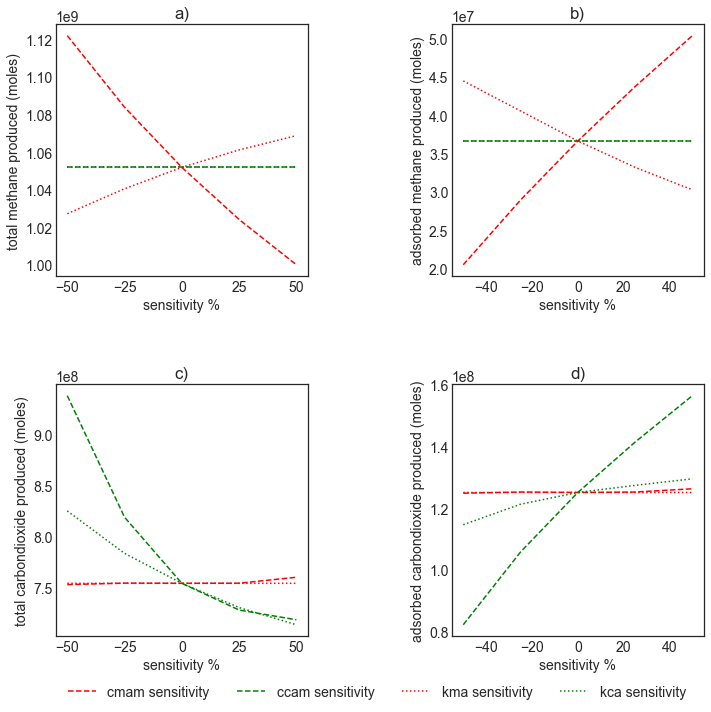 a)
1e9
total methane produced (moles)
1.12
1.10
1.08
1.06
1.04
1.02
1.00
−50 −25 0 25 50
sensitivity %
b)
1e7
adsorbed methane produced (moles)
5.0
4.5
4.0
3.5
3.0
2.5
2.0
−40 −20 0 20 40
sensitivity %
c)
1e8
total carbondioxide produced (moles)
9.0
8.5
8.0
7.5
−50 −25 0 25 50
sensitivity %
d)
1e8
adsorbed carbondioxide produced (moles)
1.6
1.4
1.2
1.0
0.8
−40 −20 0 20 40
sensitivity %
cmam sensitivity ccam sensitivity kma sensitivity kca sensitivity